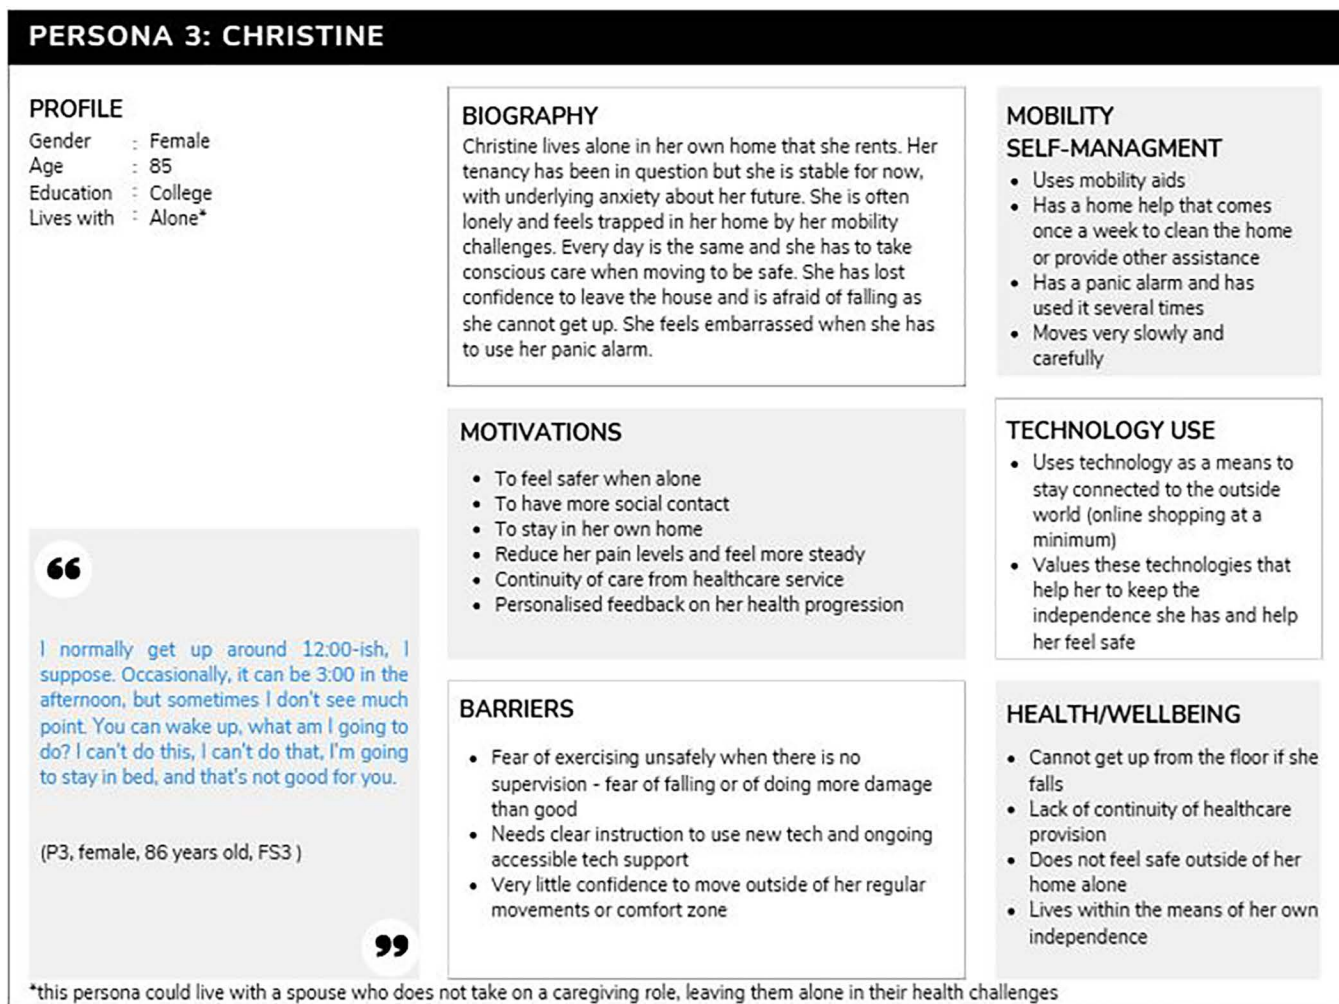 PERSONA 3: CHRISTINE
PROFILE
Gender : Female
Age : 85
Education : College
Lives with : Alone*
“
I normally get up around 12:00-ish, I
suppose. Occasionally, it can be 3:00 in the
afternoon, but sometimes I don't see much
point. You can wake up, what am I going to
do? I can't do this, I can't do that, I'm going
to stay in bed, and that's not good for you.
(P3, female, 86 years old, FS3 )
”
BIOGRAPHY
Christine lives alone in her own home that she rents. Her
tenancy has been in question but she is stable for now,
with underlying anxiety about her future. She is often
lonely and feels trapped in her home by her mobility
challenges. Every day is the same and she has to take
conscious care when moving to be safe. She has lost
confidence to leave the house and is afraid of falling as
she cannot get up. She feels embarrassed when she has
to use her panic alarm.
MOTIVATIONS
• To feel safer when alone
• To have more social contact
• To stay in her own home
• Reduce her pain levels and feel more steady
• Continuity of care from healthcare service
• Personalised feedback on her health progression
BARRIERS
• Fear of exercising unsafely when there is no
supervision - fear of falling or of doing more damage
than good
• Needs clear instruction to use new tech and ongoing
accessible tech support
• Very little confidence to move outside of her regular
movements or comfort zone
MOBILITY
SELF-MANAGMENT
• Uses mobility aids
• Has a home help that comes
once a week to clean the home
or provide other assistance
• Has a panic alarm and has
used it several times
• Moves very slowly and
carefully
TECHNOLOGY USE
• Uses technology as a means to
stay connected to the outside
world (online shopping at a
minimum)
• Values these technologies that
help her to keep the
independence she has and help
her feel safe
HEALTH/WELLBEING
• Cannot get up from the floor if she
falls
• Lack of continuity of healthcare
provision
• Does not feel safe outside of her
home alone
• Lives within the means of her own
independence
*this persona could live with a spouse who does not take on a caregiving role, leaving them alone in their health challenges